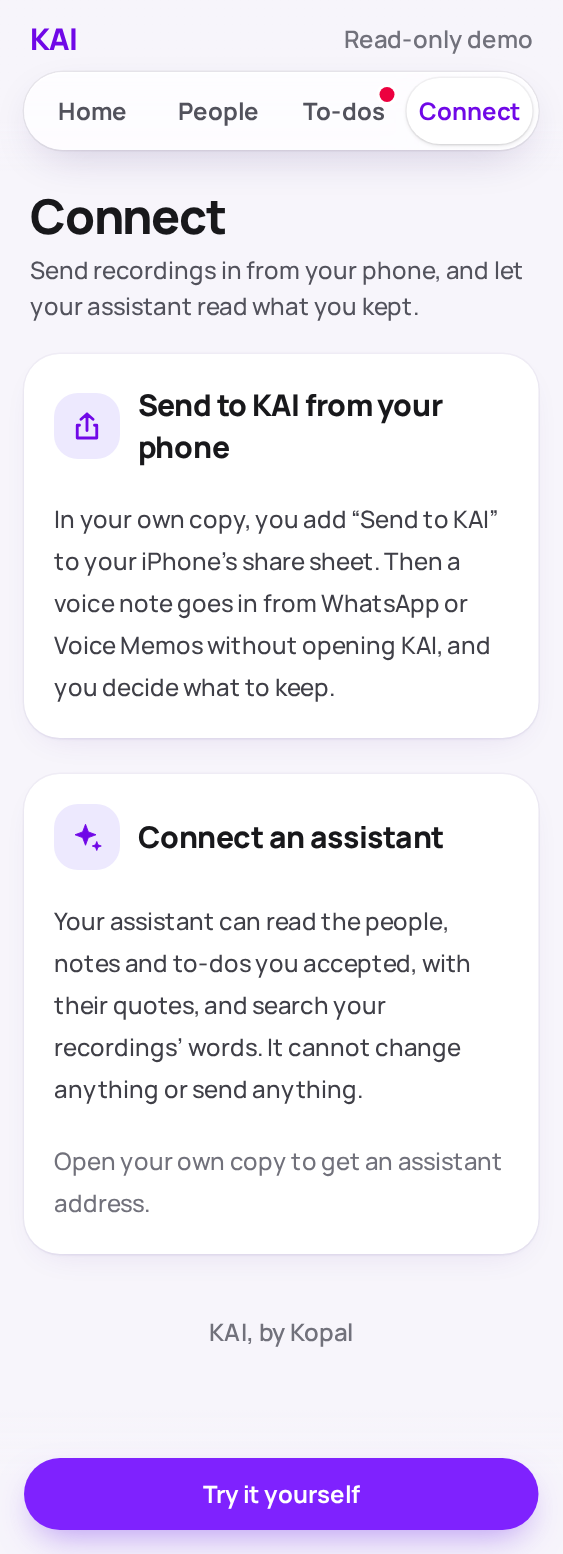 KAI
Read-only demo
Home
People
To-dos
Connect
Connect
Send recordings in from your phone, and let
your assistant read what you kept.
Send to KAI from your
phone
In your own copy, you add “Send to KAI”
to your iPhone’s share sheet. Then a
voice note goes in from WhatsApp or
Voice Memos without opening KAI, and
you decide what to keep.
Connect an assistant
Your assistant can read the people,
notes and to-dos you accepted, with
their quotes, and search your
recordings’ words. It cannot change
anything or send anything.
Open your own copy to get an assistant
address.
KAI, by Kopal
Try it yourself